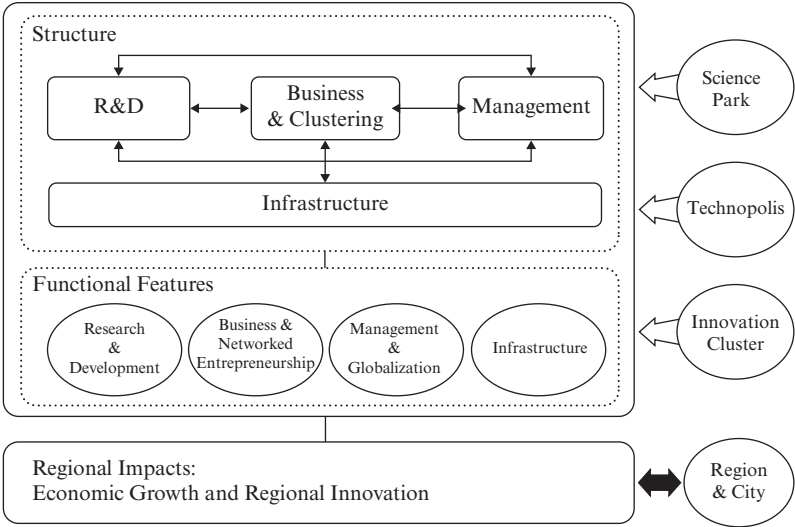 Structure
R&D
Business
& Clustering
Management
Infrastructure
Functional Features
Research
&
Development
Business &
Networked
Entrepreneurship
Management
&
Globalization
Infrastructure
Regional Impacts:
Economic Growth and Regional Innovation
Science
Park
Technopolis
Innovation
Cluster
Region
& City